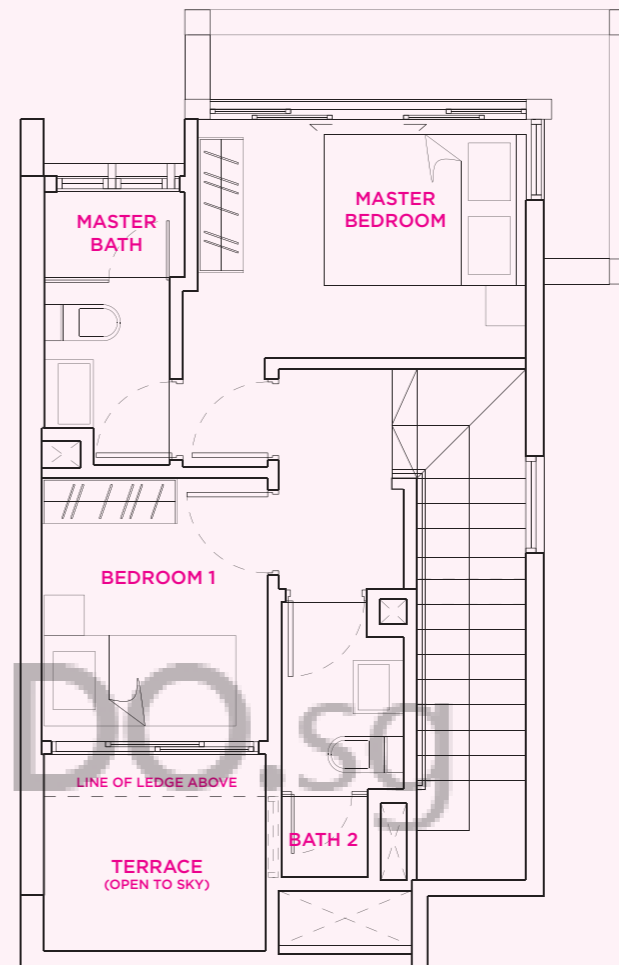 MASTER
BATH
MASTER
BEDROOM
BEDROOM 1
DO.sg
LINE OF LEDGE ABOVE
BATH 2
TERRACE
(OPEN TO SKY)